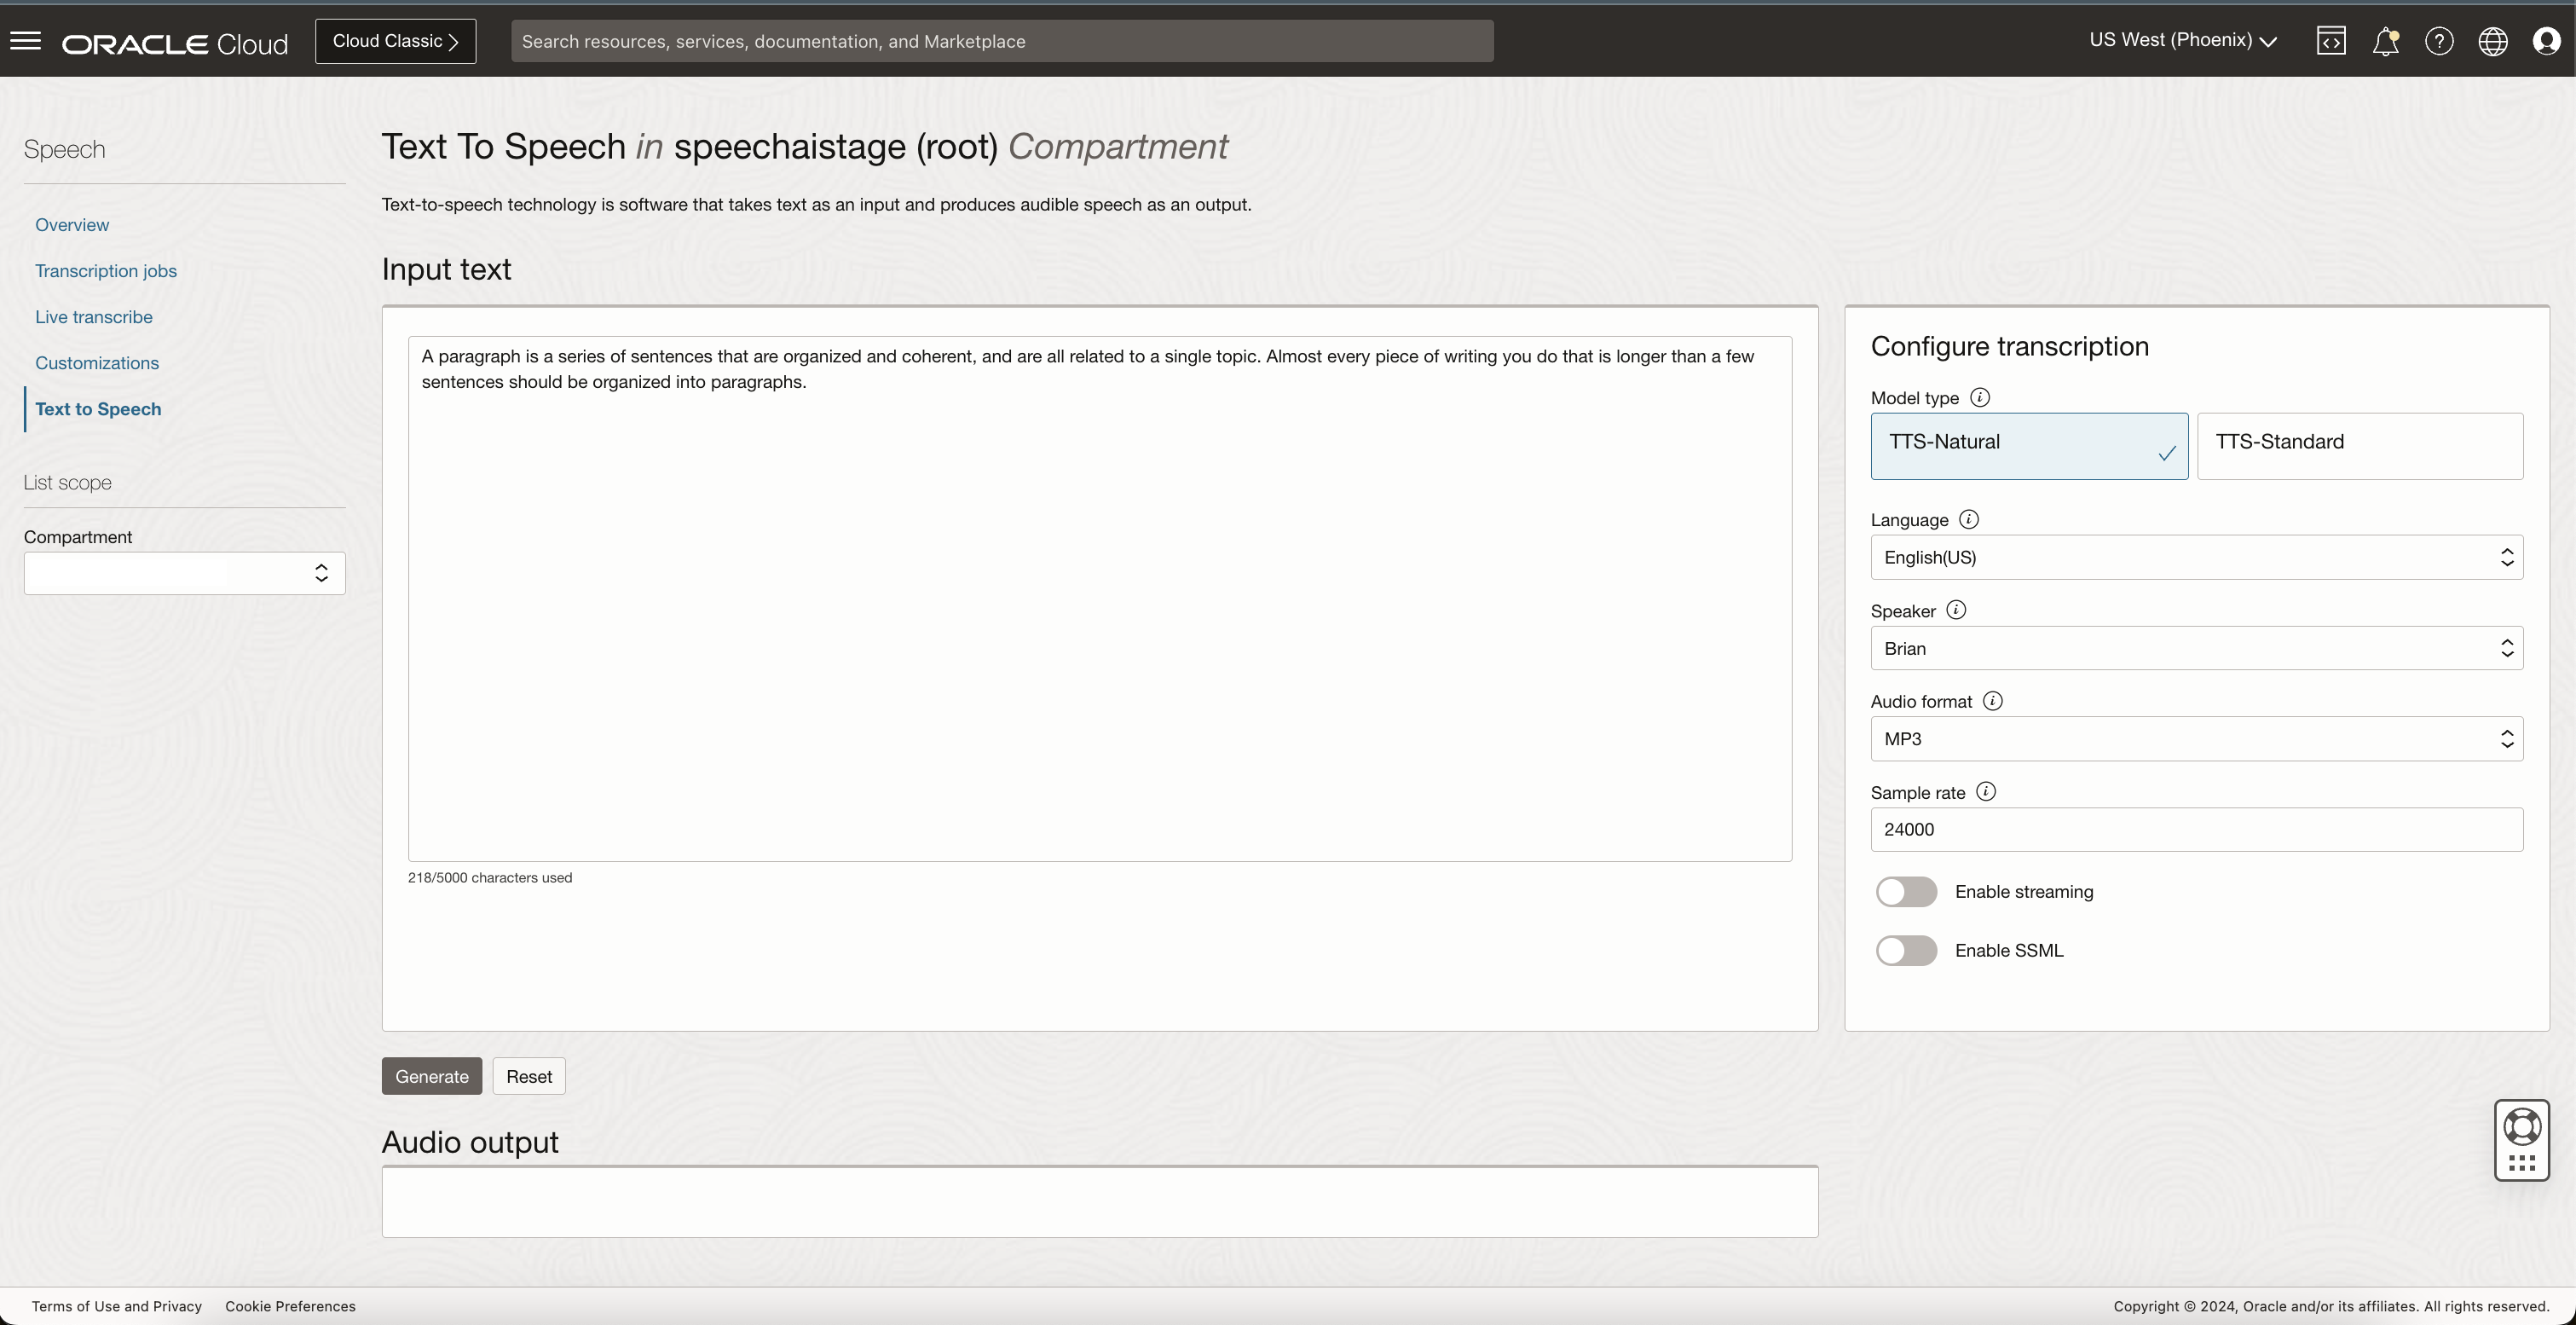 ORACLE Cloud
Cloud Classic
Search resources, services, documentation, and Marketplace
US West (Phoenix)
Speech
Overview
Transcription jobs
Live transcribe
Customizations
Text to Speech
List scope
Compartment
Text To Speech in speechaistage (root) Compartment
Text-to-speech technology is software that takes text as an input and produces audible speech as an output.
Input text
A paragraph is a series of sentences that are organized and coherent, and are all related to a single topic. Almost every piece of writing you do that is longer than a few
sentences should be organized into paragraphs.
218/5000 characters used
Configure transcription
Model type
TTS-Natural
TTS-Standard
Language
English(US)
Speaker
Brian
Audio format
MP3
Sample rate
24000
Enable streaming
Enable SSML
Generate
Reset
Audio output
Terms of Use and Privacy
Cookie Preferences
Copyright © 2024, Oracle and/or its affiliates. All rights reserved.